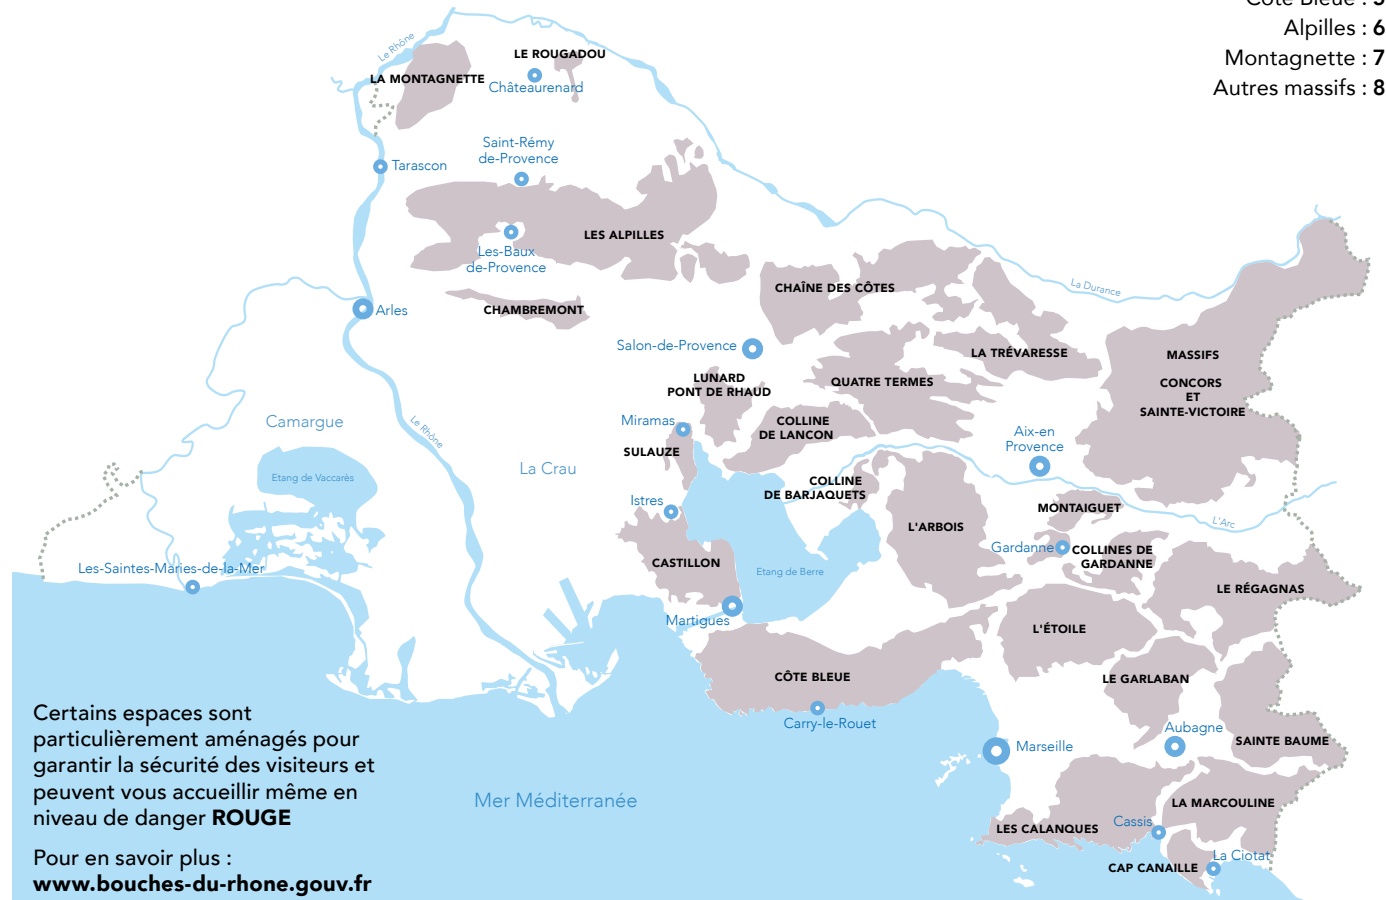 Côte Bleue : 5
Alpilles : 6
Montagnette : 7
Autres massifs : 8
Le Rhône
LE ROUGADOU
LA MONTAGNETTE
Châteaurenard
Saint-Rémy
de-Provence
Tarascon
LES ALPILLES
Les-Baux
de-Provence
CHAÎNE DES CÔTES
La Durance
CHAMBREMONT
Arles
Salon-de-Provence
LA TRÉVARESSE
MASSIFS
CONCORS
ET
SAINTE-VICTOIRE
LUNARD
PONT DE RHAUD
QUATRE TERMES
Camargue
Le Rhône
Miramas
COLLINE
DE LANCON
Aix-en
Provence
SULAUZE
La Crau
Etang de Vaccarès
COLLINE
DE BARJAQUETS
Istres
MONTAIGUET
L'ARBOIS
L'Arc
Gardanne
COLLINES DE
GARDANNE
CASTILLON
Etang de Berre
Les-Saintes-Maries-de-la-Mer
LE RÉGAGNAS
Martigues
L'ÉTOILE
CÔTE BLEUE
LE GARLABAN
Carry-le-Rouet
Aubagne
Marseille
SAINTE BAUME
Mer Méditerranée
LA MARCOULINE
LES CALANQUES
Cassis
La Ciotat
CAP CANAILLE
Certains espaces sont
particulièrement aménagés pour
garantir la sécurité des visiteurs et
peuvent vous accueillir même en
niveau de danger ROUGE
Pour en savoir plus :
www.bouches-du-rhone.gouv.fr